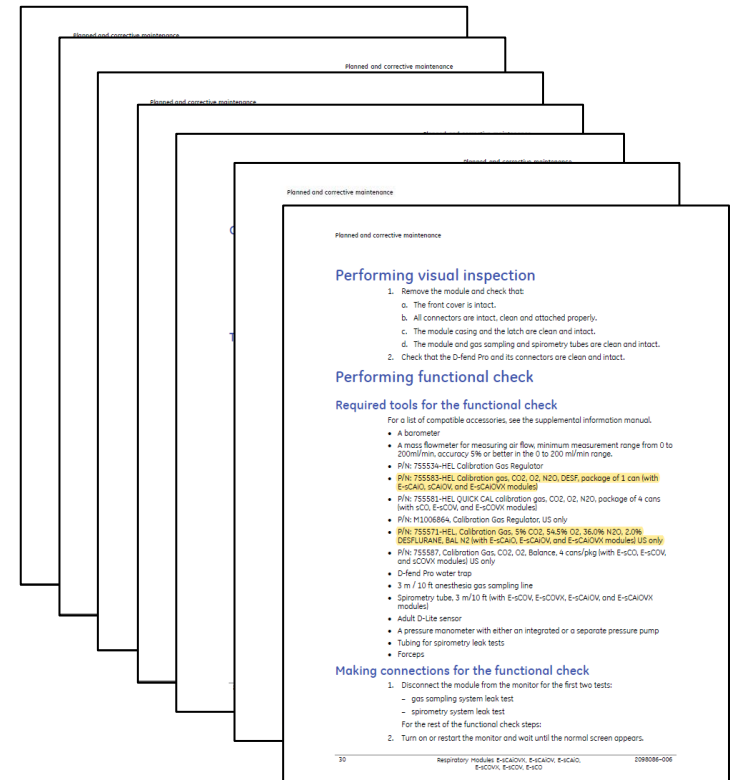 Planned and corrective maintenance
Planned and corrective maintenance
Planned and corrective maintenance
Planned and corrective maintenance
Planned and corrective maintenance
Planned and corrective maintenance
Performing visual inspection
1. Remove the module and check that:
a. The front cover is intact.
b. All connectors are intact, clean and attached properly.
c. The module casing and the latch are clean and intact.
d. The module and gas sampling and spirometry tubes are clean and intact.
2. Check that the D-fend Pro and its connectors are clean and intact.
Performing functional check
Required tools for the functional check
For a list of compatible accessories, see the supplemental information manual.
• A barometer
• A mass flowmeter for measuring air flow, minimum measurement range from 0 to
200ml/min, accuracy 5% or better in the 0 to 200 ml/min range.
• P/N: 755534-HEL Calibration Gas Regulator
• P/N: 755583-HEL Calibration gas, CO2, O2, N2O, DESF, package of 1 can (with
E-sCAiO, sCAiOV, and E-sCAiOVX modules)
• P/N: 755581-HEL QUICK CAL calibration gas, CO2, O2, N2O, package of 4 cans
(with sCO, E-sCOV, and E-sCOVX modules)
• P/N: M1006864, Calibration Gas Regulator, US only
• P/N: 755571-HEL, Calibration Gas, 5% CO2, 54.5% O2, 36.0% N2O, 2.0%
DESFLURANE, BAL N2 (with E-sCAiO, E-sCAiOV, and E-sCAiOVX modules) US only
• P/N: 755587, Calibration Gas, CO2, O2, Balance, 4 cans/pkg (with E-sCO, E-sCOV,
and sCOVX modules) US only
• D-fend Pro water trap
• 3 m / 10 ft anesthesia gas sampling line
• Spirometry tube, 3 m/10 ft (with E-sCOV, E-sCOVX, E-sCAiOV, and E-sCAiOVX
modules)
• Adult D-Lite sensor
• A pressure manometer with either an integrated or a separate pressure pump
• Tubing for spirometry leak tests
• Forceps
Making connections for the functional check
1. Disconnect the module from the monitor for the first two tests:
– gas sampling system leak test
– spirometry system leak test
For the rest of the functional check steps:
2. Turn on or restart the monitor and wait until the normal screen appears.
30 Respiratory Modules E-sCAiOVX, E-sCAiOV, E-sCAiO, 2098086-006
E-sCOVX, E-sCOV, E-sCO